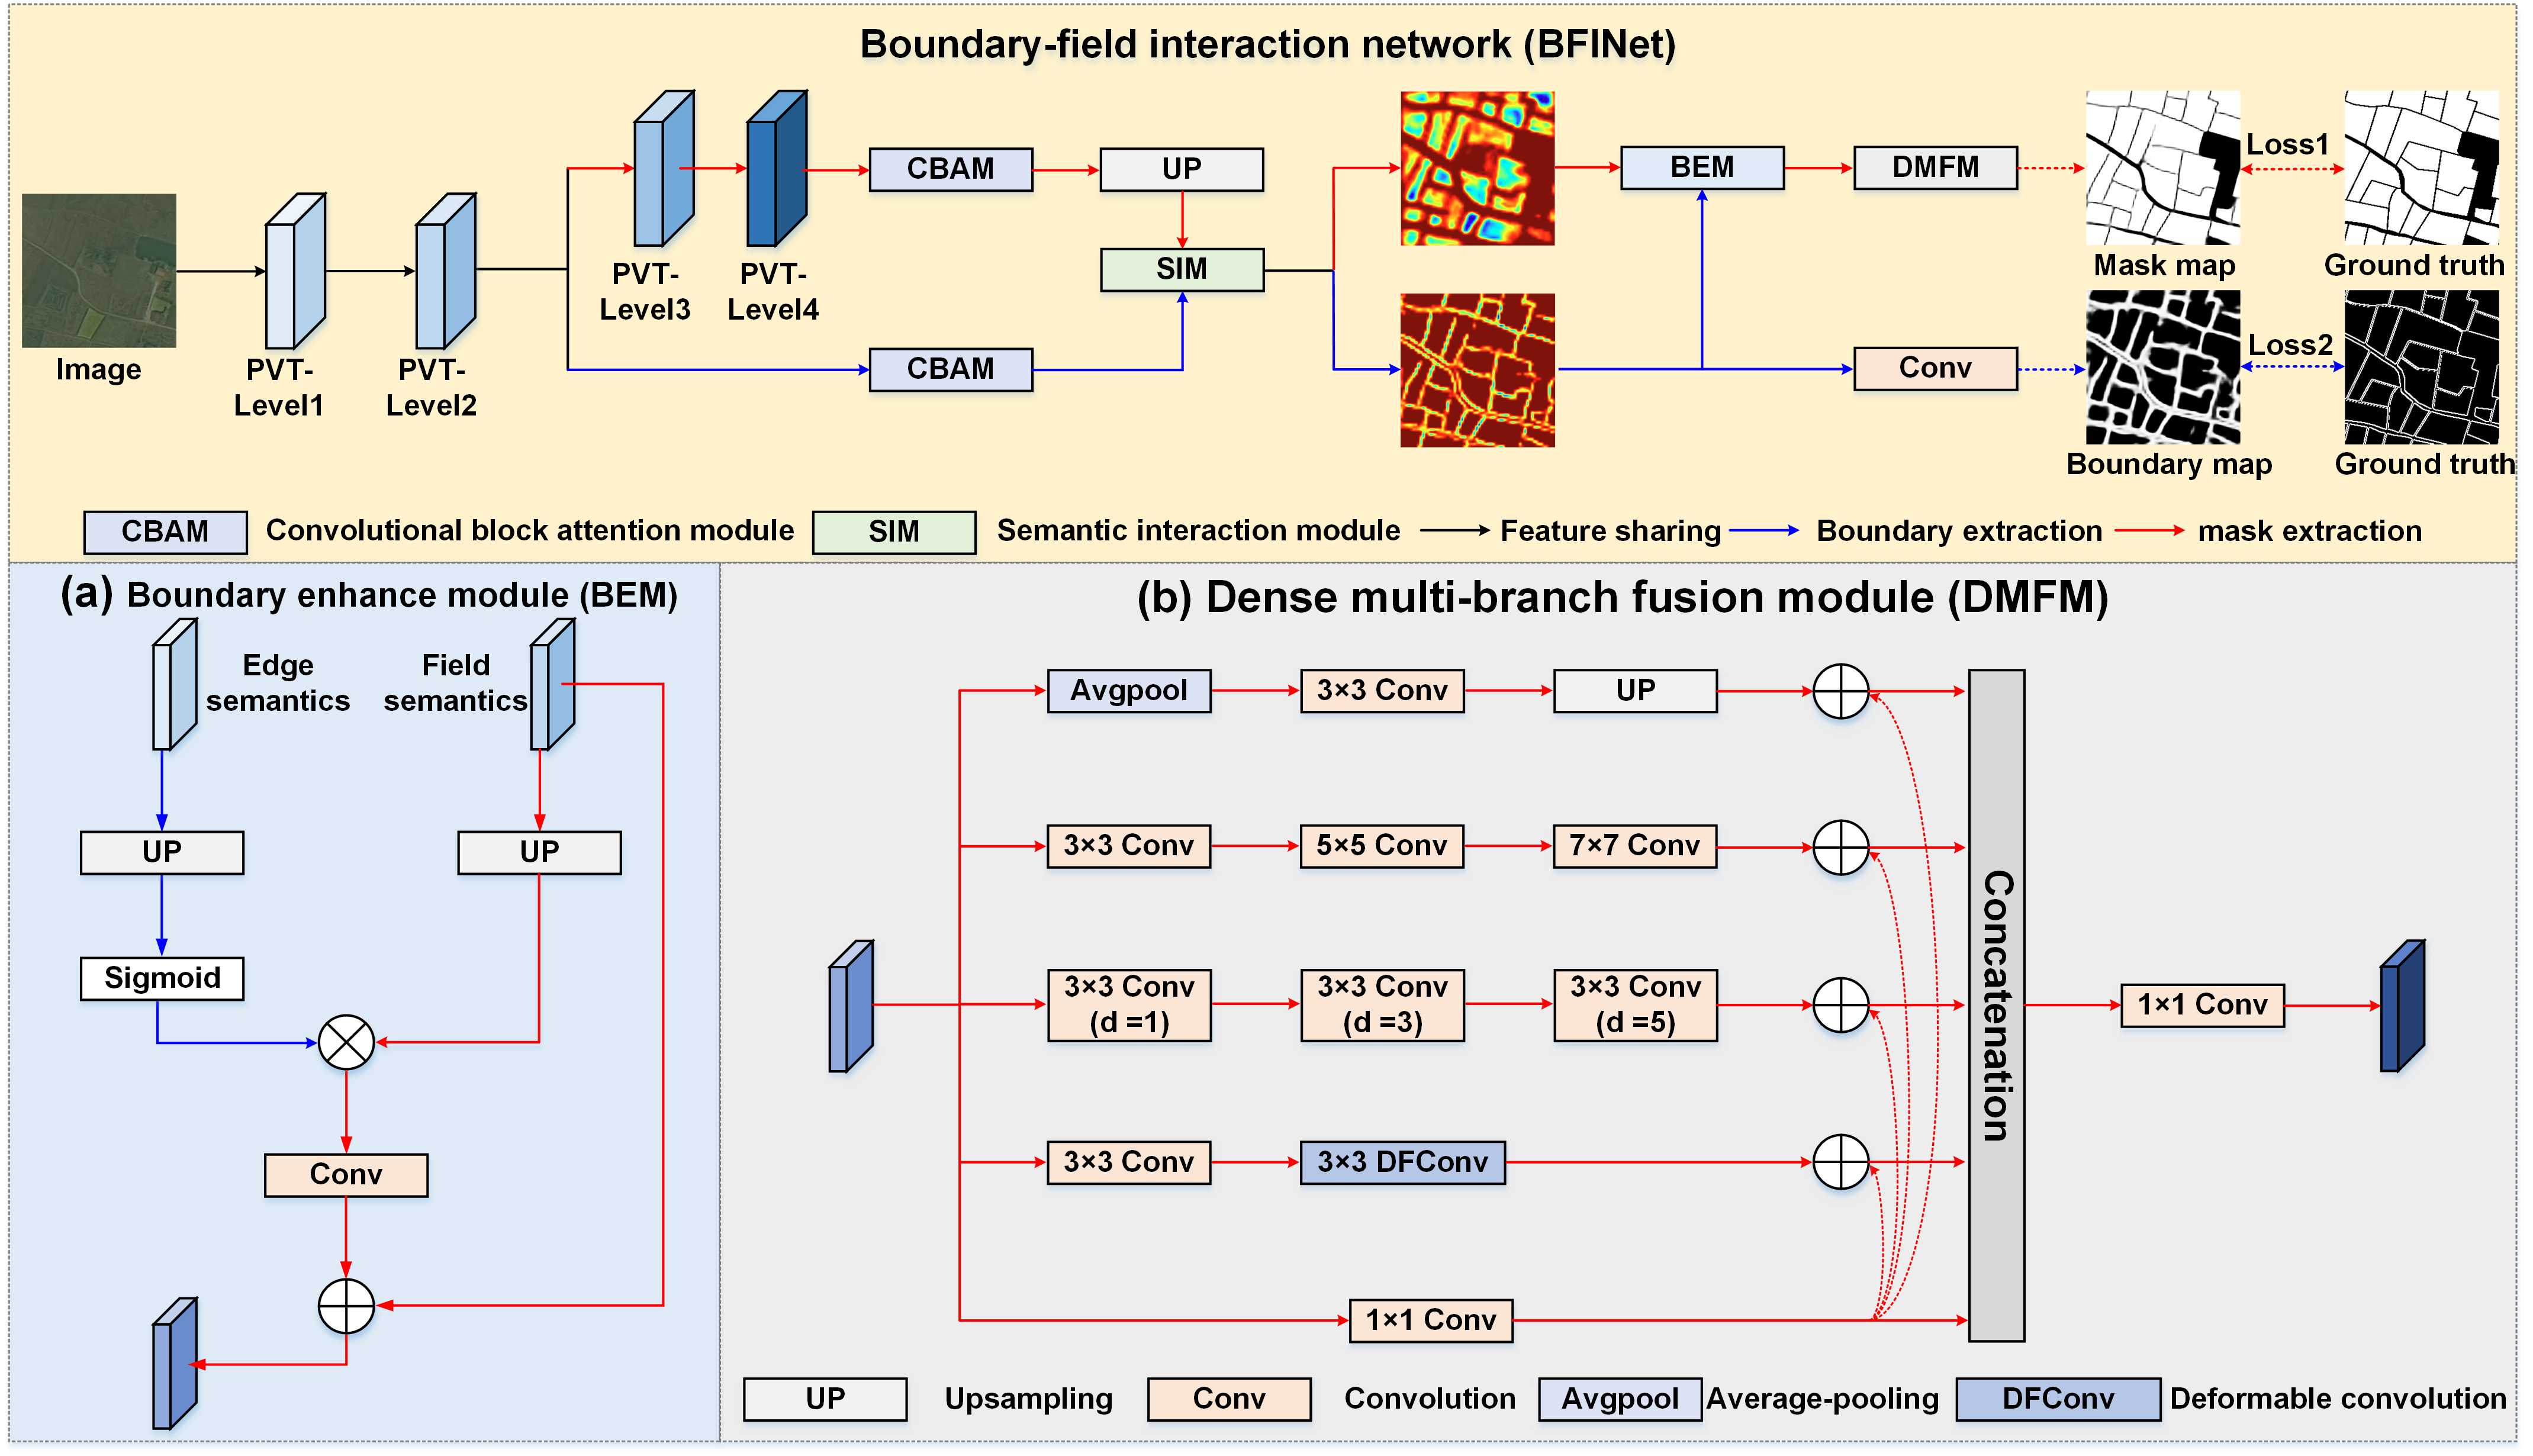 Boundary-field interaction network (BFINet)
Image
PVT-
Level1
PVT-
Level2
PVT-
Level3
PVT-
Level4
CBAM
UP
SIM
CBAM
BEM
DMFM
Conv
Mask map
Loss1
Ground truth
Boundary map
Loss2
Ground truth
CBAM
Convolutional block attention module
SIM
Semantic interaction module
Feature sharing
Boundary extraction
mask extraction
(a) Boundary enhance module (BEM)
Edge
semantics
Field
semantics
UP
UP
Sigmoid
Conv
(b) Dense multi-branch fusion module (DMFM)
Avgpool
3×3 Conv
UP
3×3 Conv
5×5 Conv
7×7 Conv
3×3 Conv
(d =1)
3×3 Conv
(d =3)
3×3 Conv
(d =5)
3×3 Conv
3×3 DFConv
1×1 Conv
Concatenation
1×1 Conv
UP
Upsampling
Conv
Convolution
Avgpool
Average-pooling
DFConv
Deformable convolution